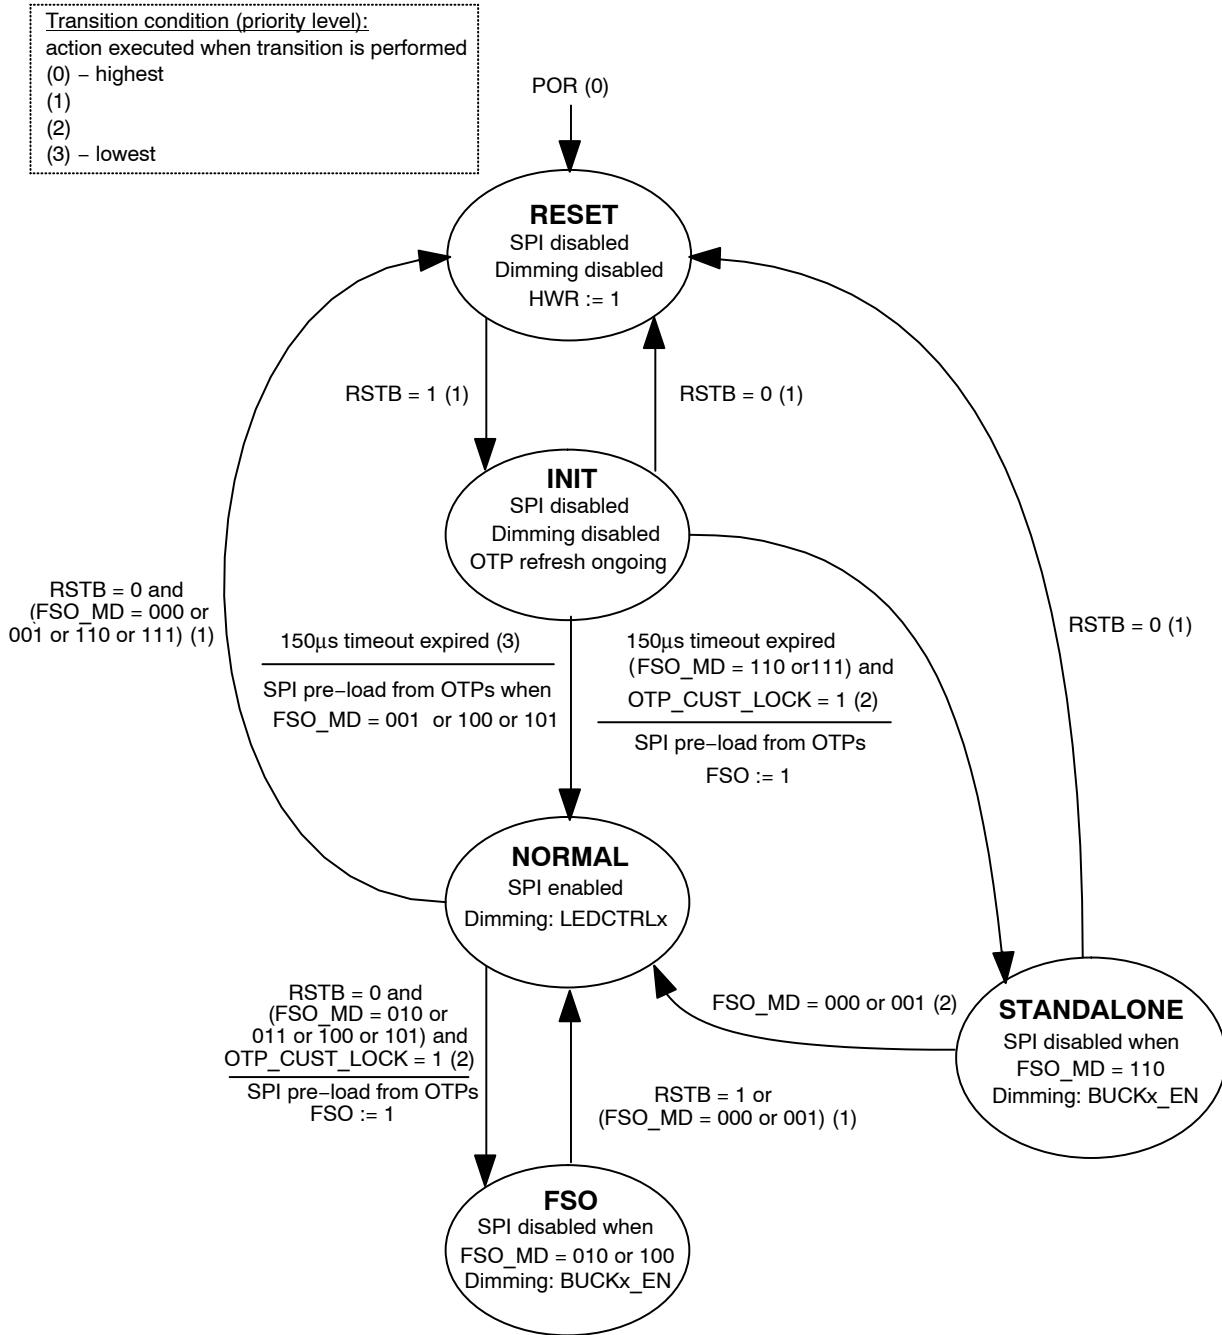 Transition condition (priority level):
action executed when transition is performed
(0) – highest
(1)
(2)
(3) – lowest
POR (0)
RESET
SPI disabled
Dimming disabled
HWR := 1
RSTB = 1 (1)
RSTB = 0 (1)
INIT
SPI disabled
Dimming disabled
OTP refresh ongoing
RSTB = 0 and
(FSO_MD = 000 or
001 or 110 or 111) (1)
150μs timeout expired (3)
SPI pre–load from OTPs when
FSO_MD = 001 or 100 or 101
150μs timeout expired
(FSO_MD = 110 or111) and
OTP_CUST_LOCK = 1 (2)
SPI pre–load from OTPs
FSO := 1
RSTB = 0 (1)
NORMAL
SPI enabled
Dimming: LEDCTRLx
RSTB = 0 and
(FSO_MD = 010 or
011 or 100 or 101) and
OTP_CUST_LOCK = 1 (2)
SPI pre–load from OTPs
FSO := 1
FSO_MD = 000 or 001 (2)
STANDALONE
SPI disabled when
FSO_MD = 110
Dimming: BUCKx_EN
RSTB = 1 or
(FSO_MD = 000 or 001) (1)
FSO
SPI disabled when
FSO_MD = 010 or 100
Dimming: BUCKx_EN